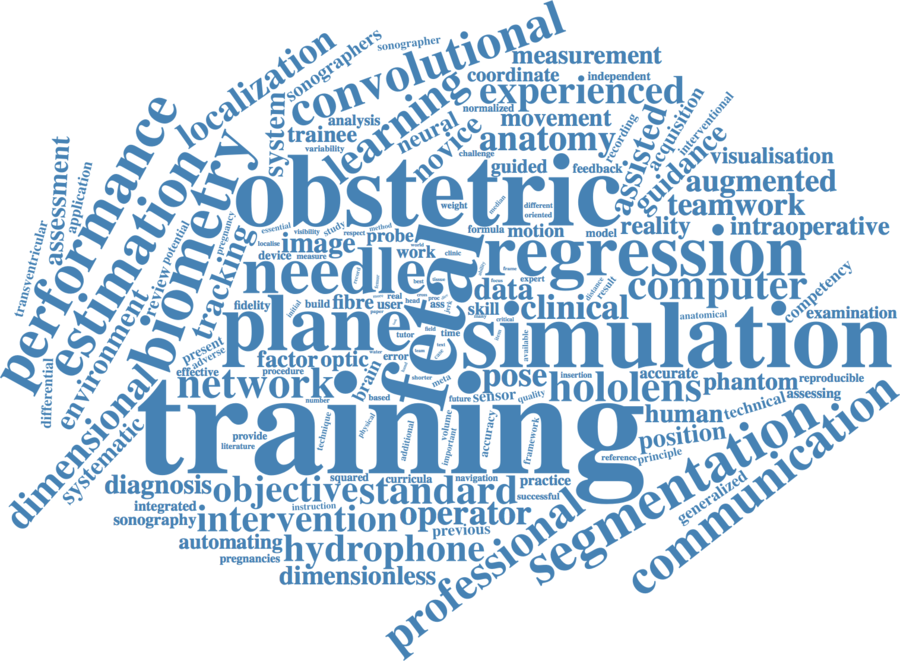 sonographer
sonographers
convolutional
measurement
localization
coordinate
independent
experienced
system
learning
normalized
movement
analysis
trainee
variability
neural
novice
anatomy
challenge
recording
assisted
acquisition
interventional
guidance
visualisation
performance
assessment
application
transventricular
estimation
biometry
obstetric
guided
feedback
augmented
teamwork
weight
median
different
oriented
formula
motion
model
reality
intraoperative
pregnancy
essential
visibility
study
respect
method
world
localise
image
probe
work
clinic
device
measure
regression
tracking
needle
fetal
data
computer
review
potential
environment
fidelity
initial
build
fibre
user
real
head
proc
ass
best
skill
clinical
expert
distance
result
anatomical
competency
examination
plane
tutor
field
time
critical
available
simulation
present
adverse
effective
factor
optic
error
procedure
brain
text
shorter
meta
pose
insertion
accurate
phantom
reproducible
assessing
differential
dimensional
systematic
network
number
based
future
sensor
quality
hololens
human
technical
training
position
principle
reference
provide
literature
technique
physical
additional
volume
important
accuracy
framework
segmentation
communication
generalized
diagnosis
squared
curricula
navigation
practice
objective
standard
successful
professional
integrated
instruction
sonography
intervention
operator
previous
automating
hydrophone
pregnancies
dimensionless